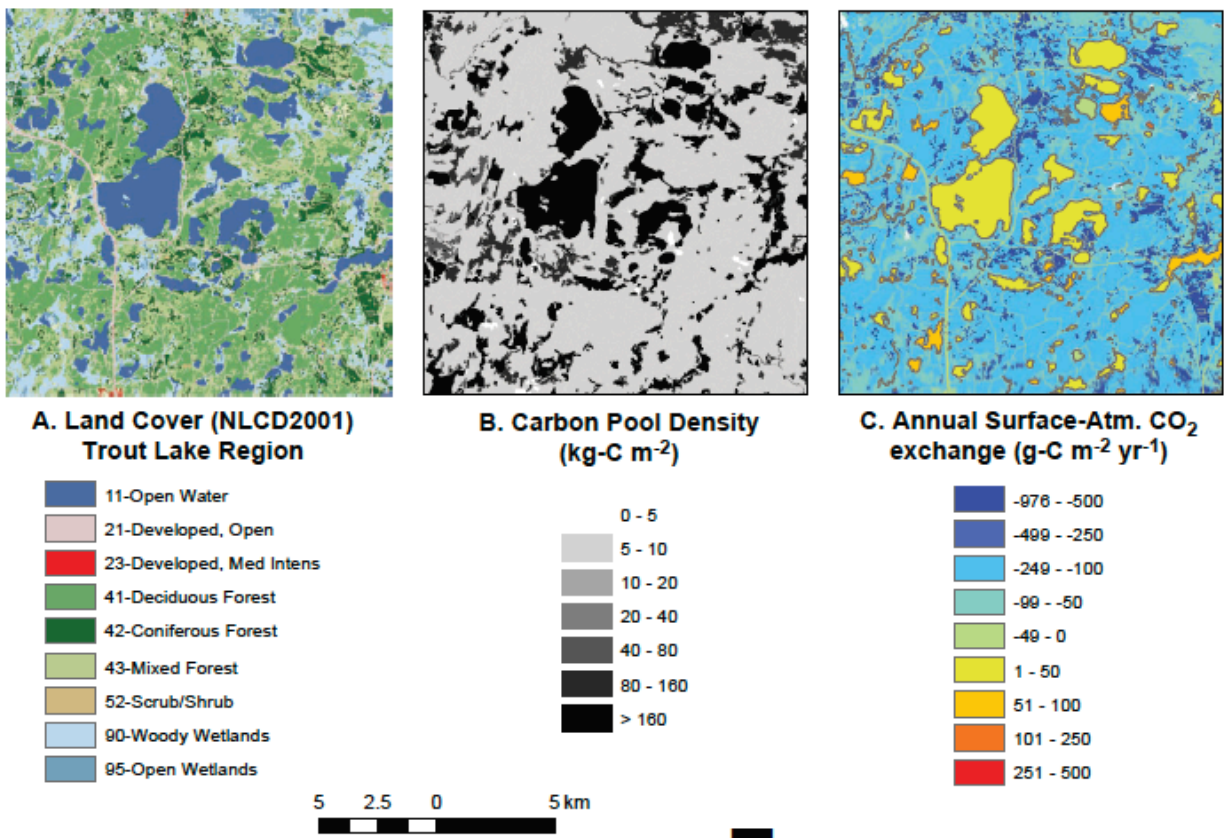 A. Land Cover (NLCD2001)
Trout Lake Region
11-Open Water
21-Developed, Open
23-Developed, Med Intens
41-Deciduous Forest
42-Coniferous Forest
43-Mixed Forest
52-Scrub/Shrub
90-Woody Wetlands
95-Open Wetlands
B. Carbon Pool Density
(kg-C m-2)
0 - 5
5 - 10
10 - 20
20 - 40
40 - 80
80 - 160
> 160
C. Annual Surface-Atm. CO2
exchange (g-C m-2 yr-1)
-976 - -500
-499 - -250
-249 - -100
-99 - -50
-49 - 0
1 - 50
51 - 100
101 - 250
251 - 500
5 2.5 0 5 km